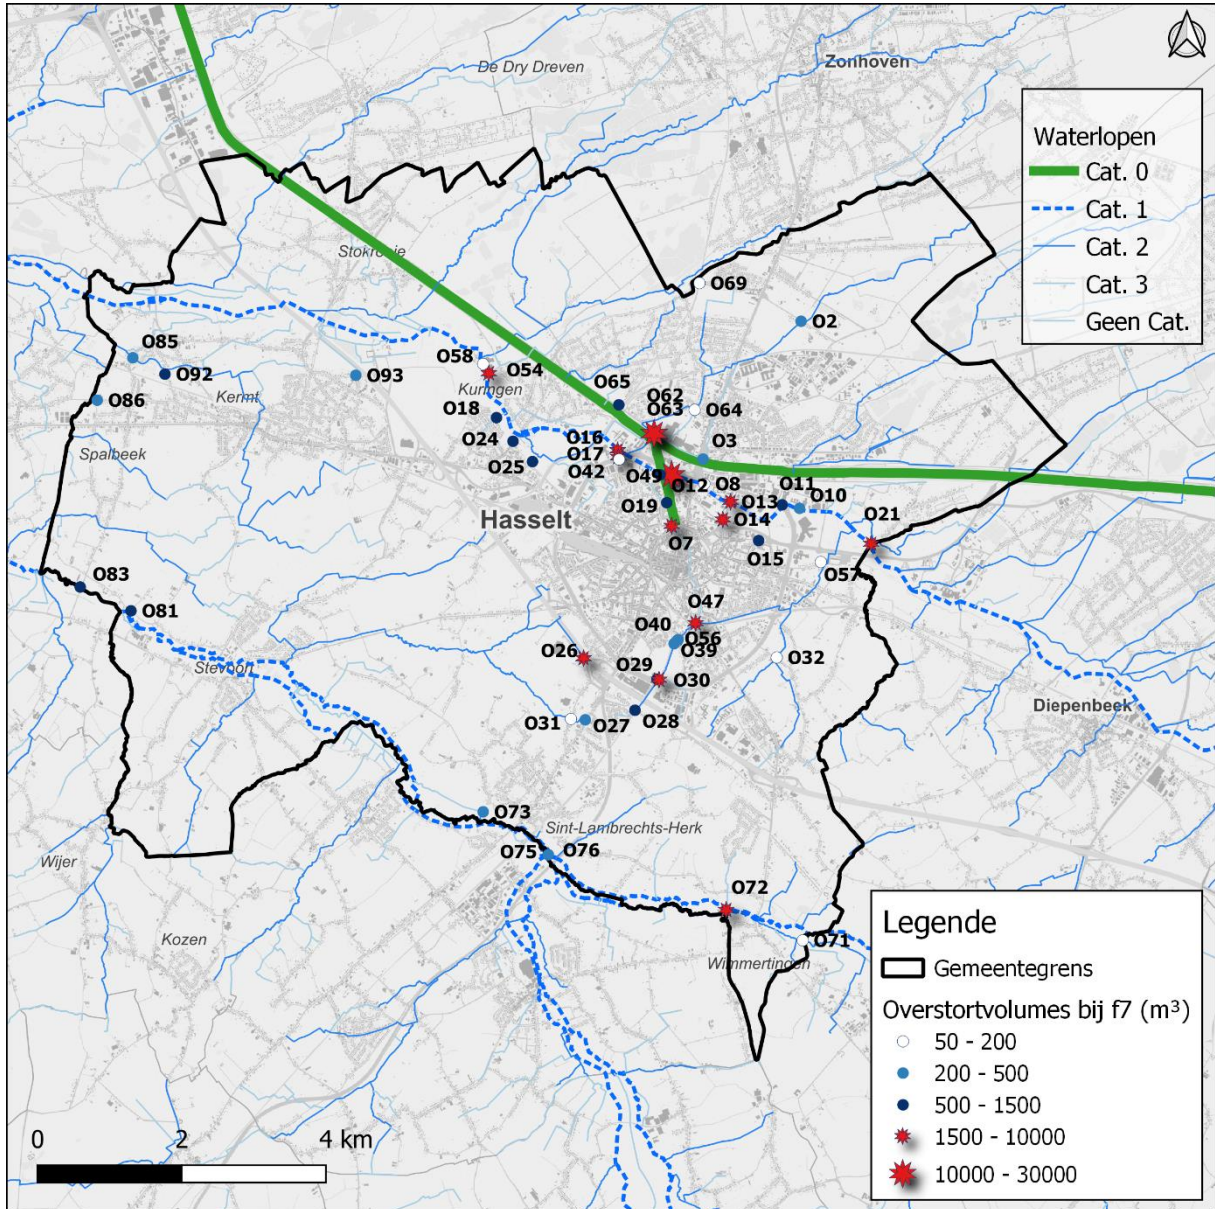 De Dry Dreven
Zonhoven
Waterlopen
Cat. 0
Cat. 1
Cat. 2
Cat. 3
Geen Cat.
Stokrooie
O69
O2
O85
O92
O86
Kermt
O93
O58
O54
Kuringen
O18
O24
O25
O65
O62
O63
O64
O3
O16
O17
O42
O49
O12
O8
O11
O10
O13
O19
O14
O21
Hasselt
O7
O15
O57
Spalbeek
O83
O81
Stevoort
O47
O40
O56
O39
O26
O29
O30
O32
O31
O27
O28
Diepenbeek
O73
Sint-Lambrechts-Herk
O75
O76
Wijer
O72
O71
Wimmertingen
Kozen
Legende
Gemeentegrens
Overstortvolumes bij f7 (m³)
50 - 200
200 - 500
500 - 1500
1500 - 10000
10000 - 30000
0 2 4 km